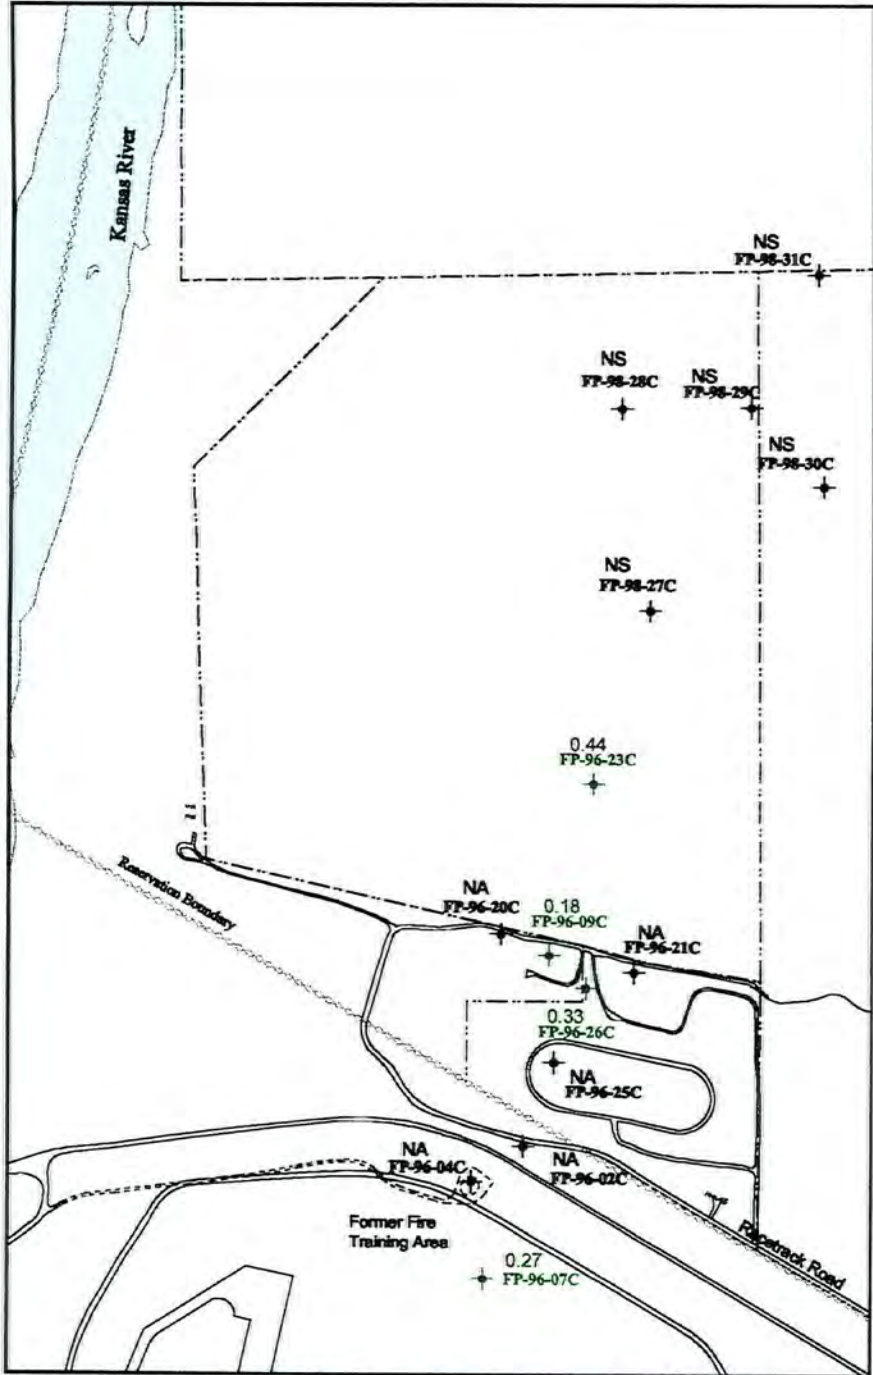 Kansas River
NS
FP-98-31C
NS
FP-98-28C
NS
FP-98-29C
NS
FP-98-30C
NS
FP-98-27C
0.44
FP-96-23C
Reservation Boundary
NA
FP-96-20C
0.18
FP-96-09C
NA
FP-96-21C
0.33
FP-96-26C
NA
FP-96-25C
NA
FP-96-04C
NA
FP-96-02C
Former Fire
Training Area
Racetrack Road
0.27
FP-96-07C